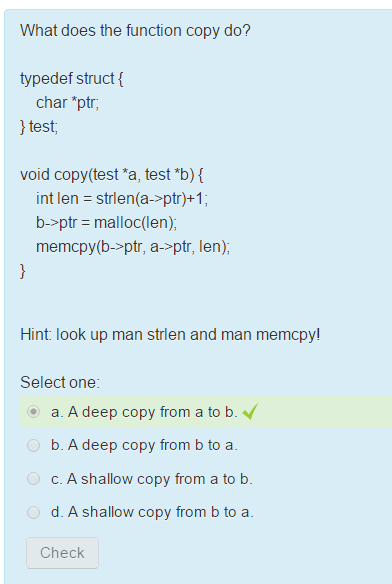 What does the function copy do?
typedef struct {
char *ptr;
} test;
void copy(test *a, test *b) {
int len = strlen(a->ptr)+1;
b->ptr = malloc(len);
memcpy(b->ptr, a->ptr, len);
}
Hint: look up man strlen and man memcpy!
Select one:
a. A deep copy from a to b.
b. A deep copy from b to a.
c. A shallow copy from a to b.
d. A shallow copy from b to a.
Check